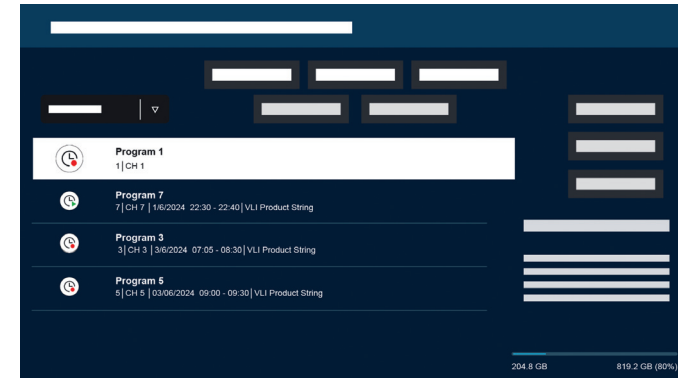 Program 1
1| CH 1
Program 7
7| CH 7 | 1/6/2024 22:30 - 22:40| VLI Product String
Program 3
3| CH 3 | 3/6/2024 07:05 - 08:30| VLI Product String
Program 5
5| CH 5 | 03/06/2024 09:00 - 09:30| VLI Product String
204.8 GB 819.2 GB (80%)